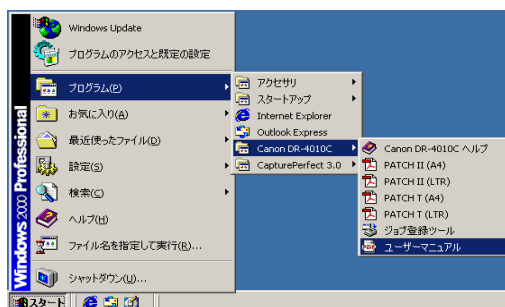 Windows Update
プログラムのアクセスと既定の設定
プログラム(P)
お気に入り(A)
最近使ったファイル(D)
設定(S)
検索(C)
ヘルプ(H)
ファイル名を指定して実行(R)...
シャットダウン(U)...
Windows 2000 Professional
スタート
アクセサリ
スタートアップ
Internet Explorer
Outlook Express
Canon DR-4010C
CapturePerfect 3.0
Canon DR-4010C ヘルプ
PATCH II (A4)
PATCH II (LTR)
PATCH T (A4)
PATCH T (LTR)
ジョブ登録ツール
ユーザーマニュアル